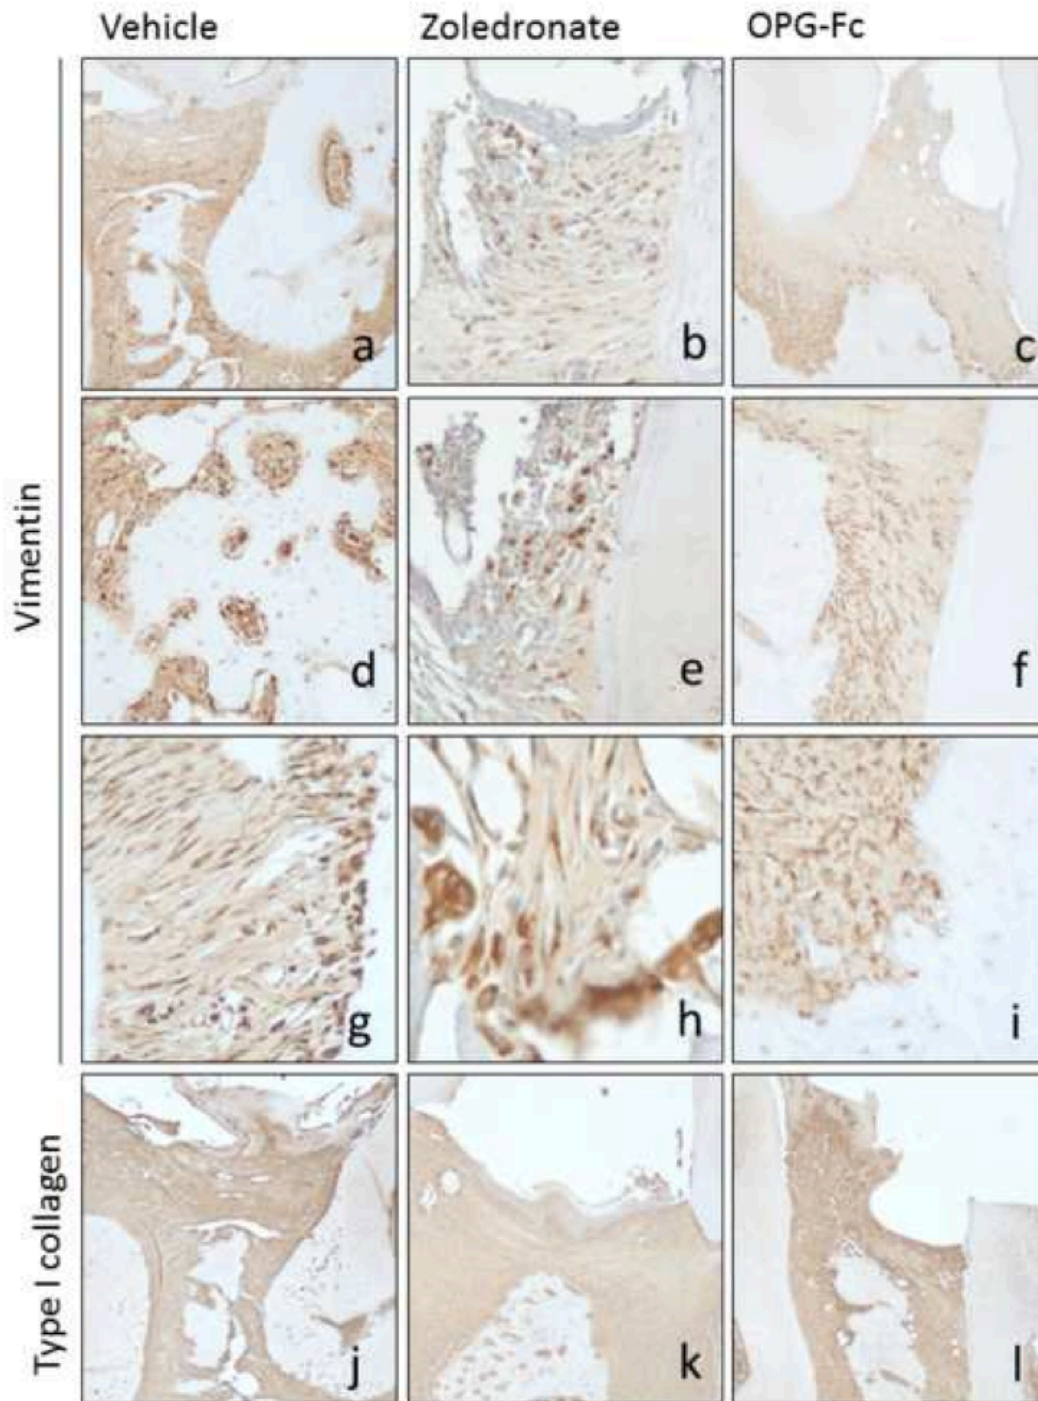 Vehicle Zoledronate OPG-Fc
Vimentin
a b c
d e f
g h i
Type I collagen
j k l